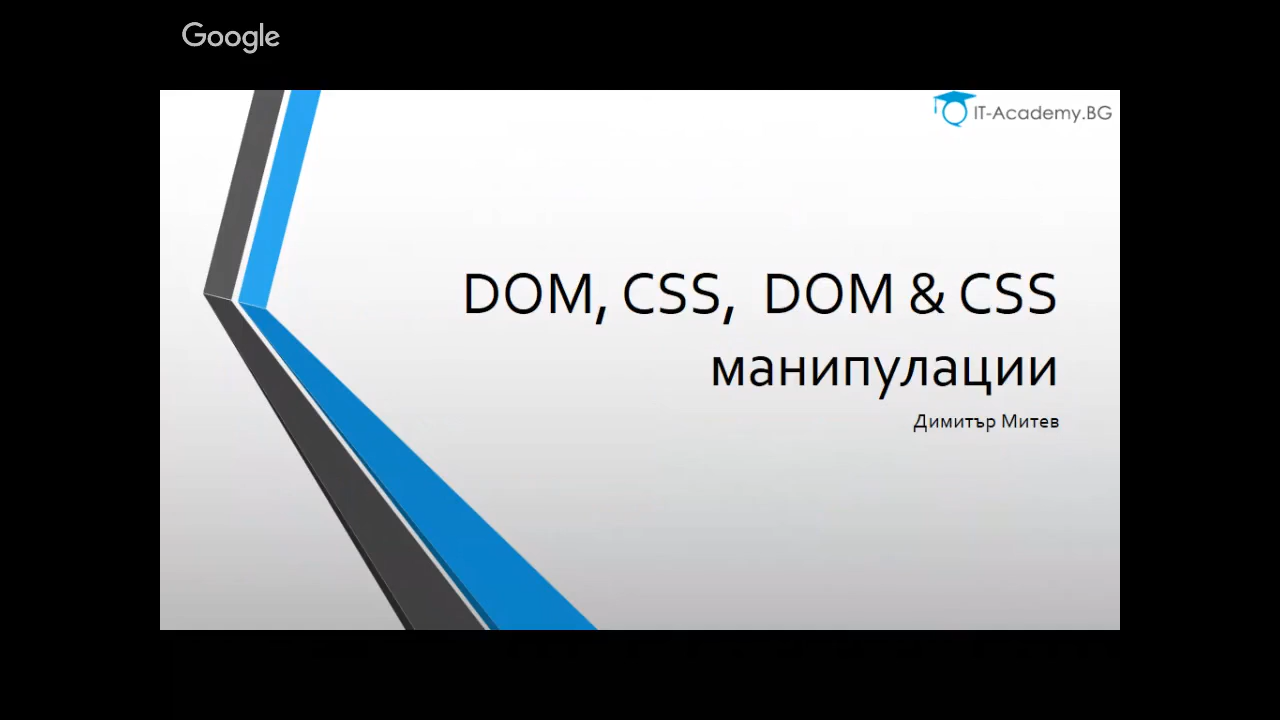 Google
IT-Academy.BG
DOM, CSS, DOM & CSS
манипулации
Димитър Митев